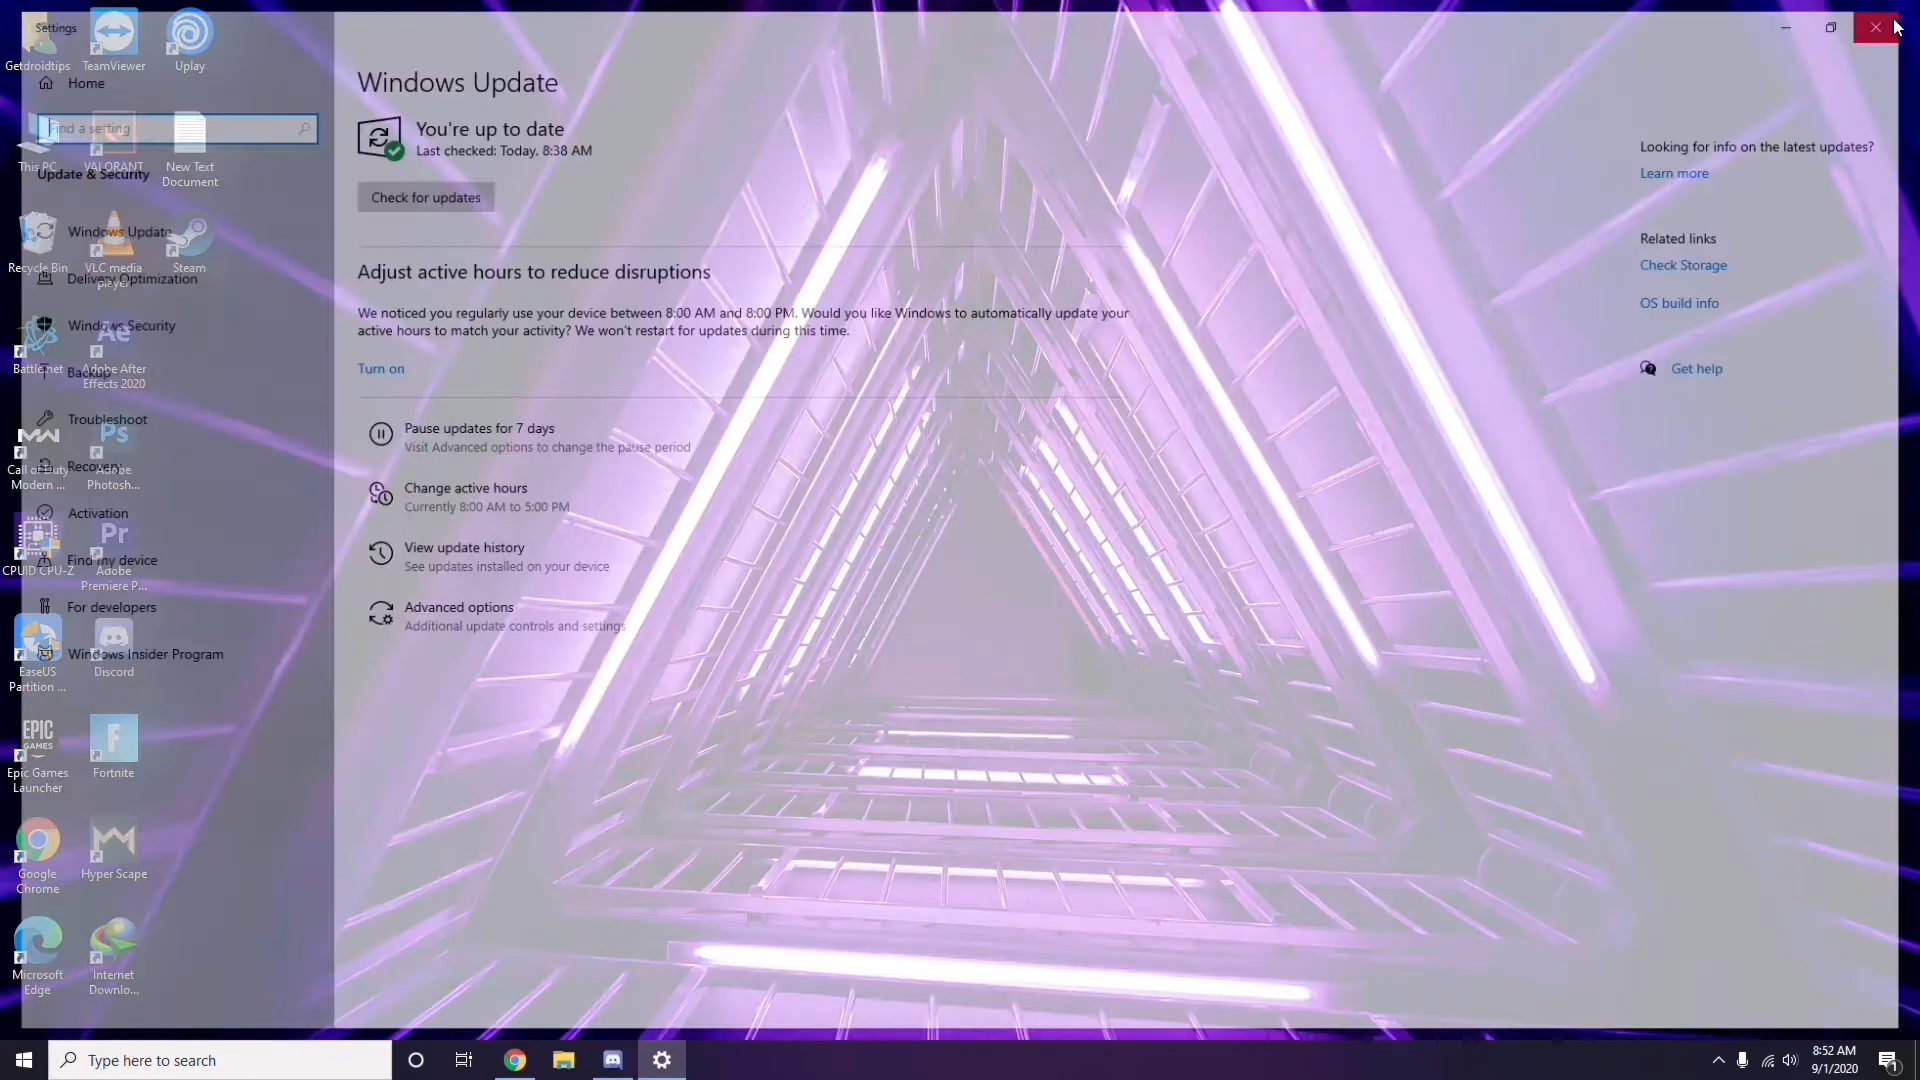 Settings
Getdroidtips
TeamViewer
Uplay
Home
Find a setting
This PC
VALORANT
New Text
Document
Update & Security
Windows Update
Recycle Bin
VLC media
player
Steam
Delivery Optimization
Windows Security
Battle.net
Adobe After
Effects 2020
Backup
Troubleshoot
Call of Duty
Modern ...
Recovery
Adobe
Photosh...
Activation
CPUID CPU-Z
Find my device
Adobe
Premiere P...
For developers
Windows Insider Program
EaseUS
Partition ...
Discord
EPIC
GAMES
Epic Games
Launcher
Fortnite
Google
Chrome
Hyper Scape
Microsoft
Edge
Internet
Downlo...
Ae
Ps
Pr
Windows Update
You're up to date
Last checked: Today, 8:38 AM
Check for updates
Adjust active hours to reduce disruptions
We noticed you regularly use your device between 8:00 AM and 8:00 PM. Would you like Windows to automatically update your
active hours to match your activity? We won't restart for updates during this time.
Turn on
Pause updates for 7 days
Visit Advanced options to change the pause period
Change active hours
Currently 8:00 AM to 5:00 PM
View update history
See updates installed on your device
Advanced options
Additional update controls and settings
Looking for info on the latest updates?
Learn more
Related links
Check Storage
OS build info
Get help
Type here to search
8:52 AM
9/1/2020
1